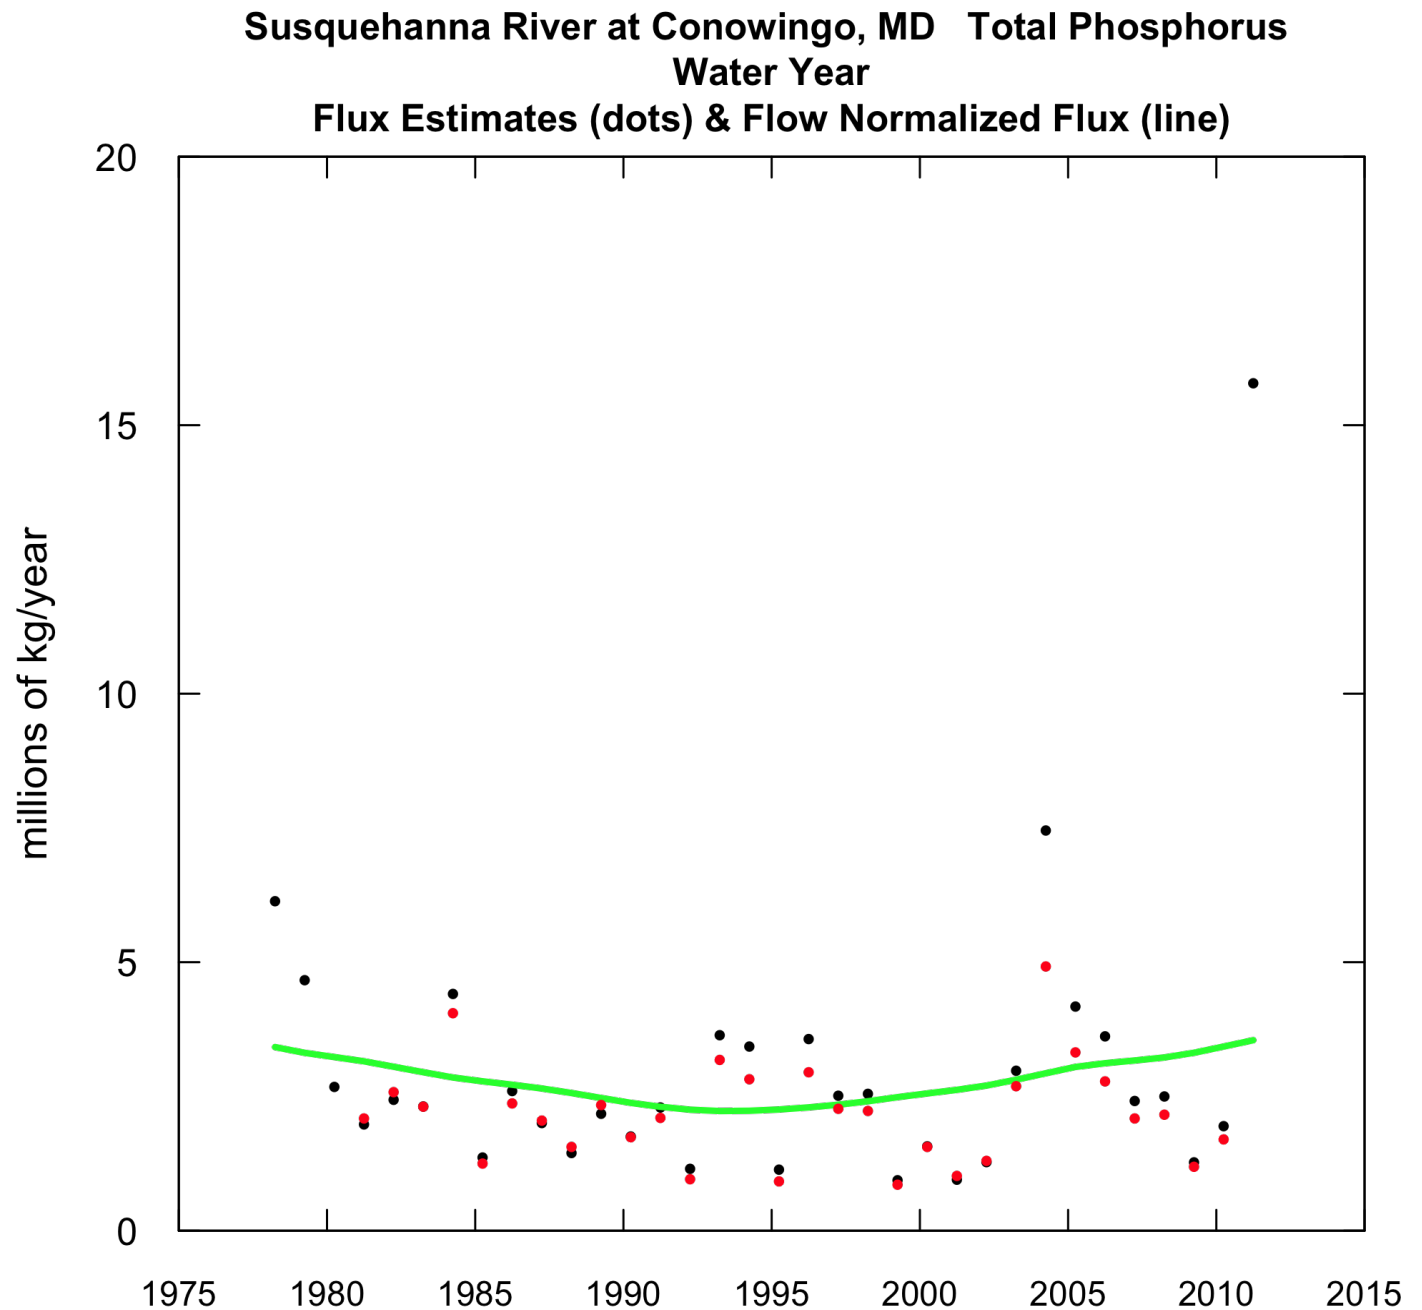 Susquehanna River at Conowingo, MD   Total Phosphorus
Water Year
Flux Estimates (dots) & Flow Normalized Flux (line)
20
15
10
5
0
millions of kg/year
1975 1980 1985 1990 1995 2000 2005 2010 2015